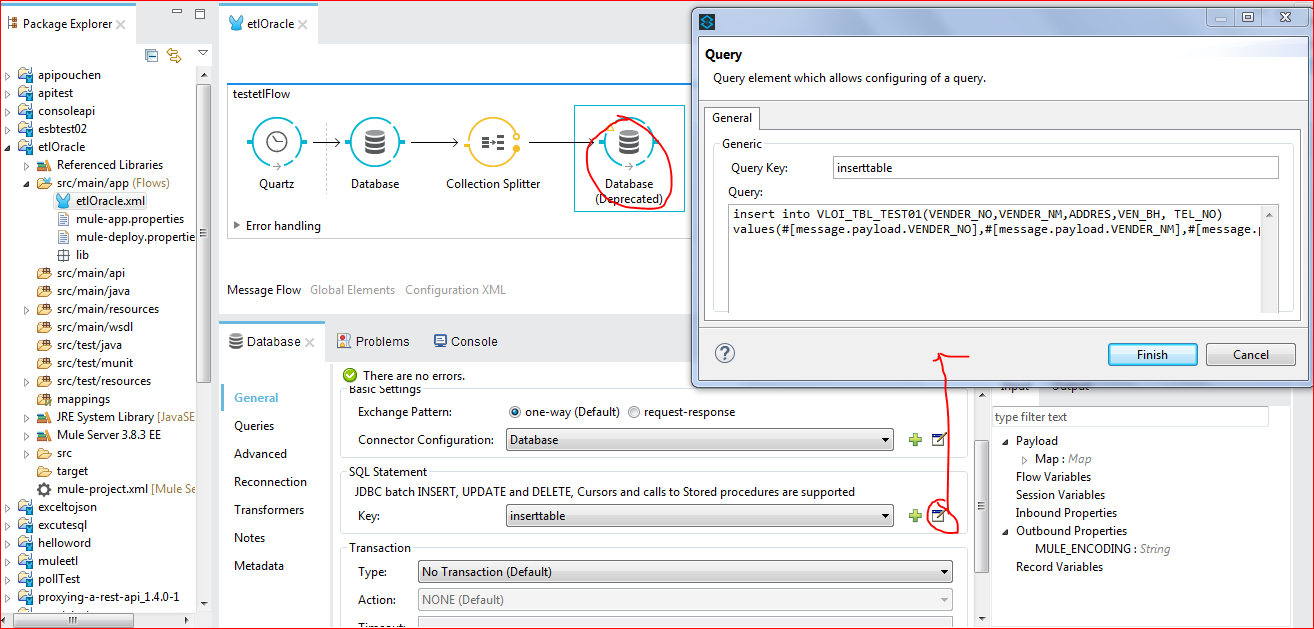 Package Explorer
apipouchen
apitest
consoleapi
esbtest02
etlOracle
Referenced Libraries
src/main/app (Flows)
etlOracle.xml
mule-app.properties
mule-deploy.propertie
lib
src/main/api
src/main/java
src/main/resources
src/main/wsdl
src/test/java
src/test/munit
src/test/resources
mappings
JRE System Library [JavaSE
Mule Server 3.8.3 EE
src
target
mule-project.xml [Mule Se
exceltojson
excutesql
helloword
muleetl
pollTest
proxying-a-rest-api_1.4.0-1
etlOracle
testetlFlow
Quartz
Database
Collection Splitter
Database
(Deprecated)
Error handling
Message Flow Global Elements Configuration XML
Query
Query element which allows configuring of a query.
General
Generic
Query Key: inserttable
Query:
insert into VLOI_TBL_TEST01(VENDER_NO,VENDER_NM,ADDRES,VEN_BH, TEL_NO)
values(#[message.payload.VENDER_NO],#[message.payload.VENDER_NM],#[message.p
? Finish Cancel
Database Problems Console
There are no errors.
General
Queries
Advanced
Reconnection
Transformers
Notes
Metadata
Basic Settings
Exchange Pattern: one-way (Default) request-response
Connector Configuration: Database
SQL Statement
JDBC batch INSERT, UPDATE and DELETE, Cursors and calls to Stored procedures are supported
Key: inserttable
Transaction
Type: No Transaction (Default)
Action: NONE (Default)
Timeout:
Input Output
type filter text
Payload
Map : Map
Flow Variables
Session Variables
Inbound Properties
Outbound Properties
MULE_ENCODING : String
Record Variables